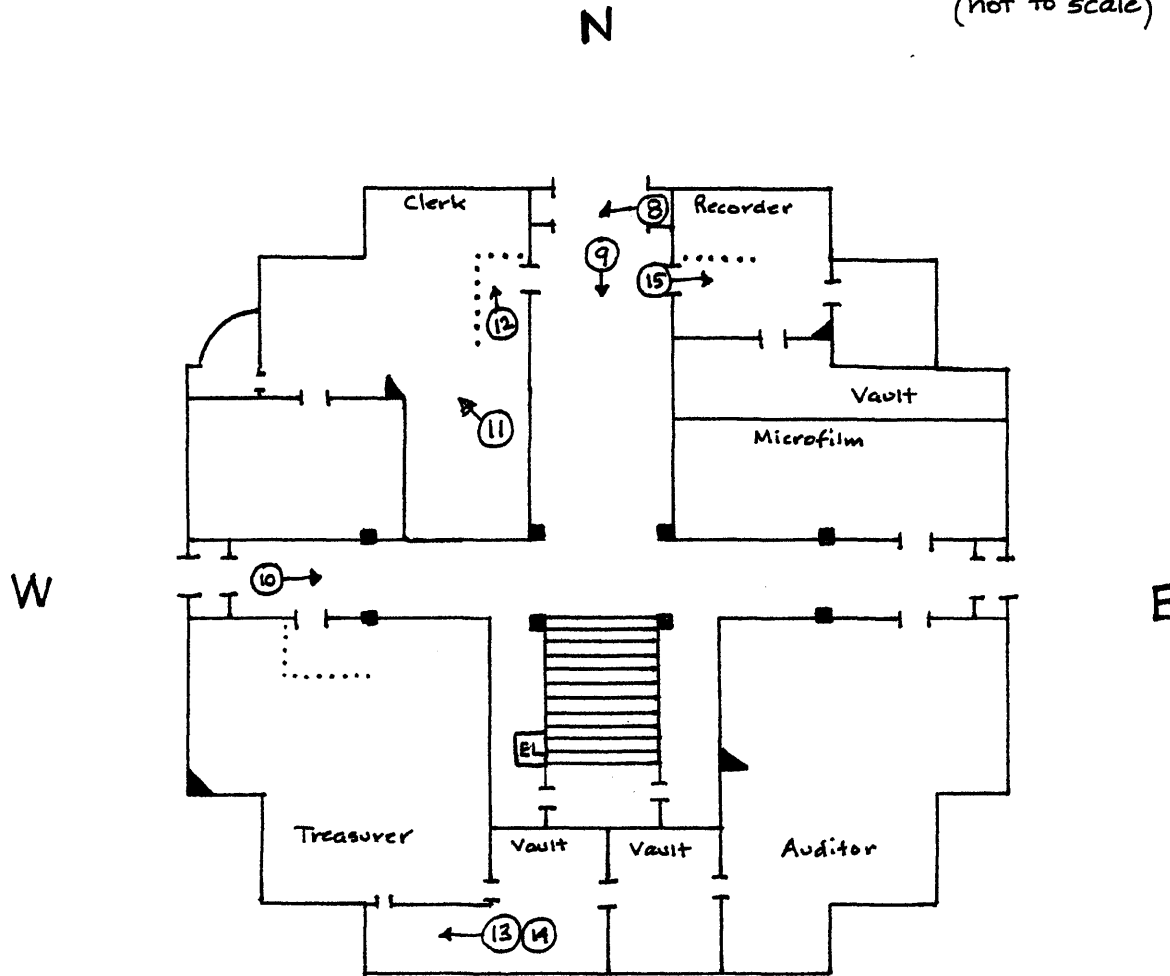 (not to scale)
N
Clerk
8
Recorder
9
15
12
Vault
11
Microfilm
W
10
E
EL
Treasurer
Vault
Vault
Auditor
13
14